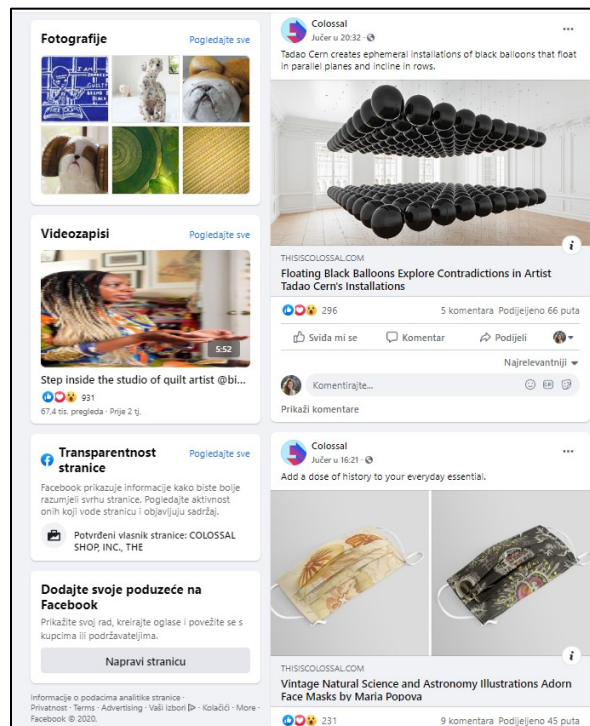 Fotografije
Pogledajte sve
Videozapisi
Pogledajte sve
5:52
Step inside the studio of quilt artist @bi...
931
67,4 tis. pregleda · Prije 2 tj.
Transparentnost
stranice
Pogledajte sve
Facebook prikazuje informacije kako biste bolje
razumjeli svrhu stranice. Pogledajte aktivnost
onih koji vode stranicu i objavljuju sadržaj.
Potvrđeni vlasnik stranice: COLOSSAL
SHOP, INC., THE
Dodajte svoje poduzeće na
Facebook
Prikažite svoj rad, kreirajte oglase i povežite se s
kupcima ili podržavateljima.
Napravi stranicu
Informacije o podacima analitike stranice ·
Privatnost · Terms · Advertising · Vaši izbori · Kolačići · More ·
Facebook © 2020.
Colossal
Jučer u 20:32 ·
Tadao Cern creates ephemeral installations of black balloons that float
in parallel planes and incline in rows.
THISISCOLOSSAL.COM
Floating Black Balloons Explore Contradictions in Artist
Tadao Cern's Installations
296
5 komentara Podijeljeno 66 puta
Sviđa mi se
Komentar
Podijeli
Najrelevantniji
Komentirajte...
GIF
Prikaži komentare
Colossal
Jučer u 16:21 ·
Add a dose of history to your everyday essential.
THISISCOLOSSAL.COM
Vintage Natural Science and Astronomy Illustrations Adorn
Face Masks by Maria Popova
231
9 komentara Podijeljeno 45 puta